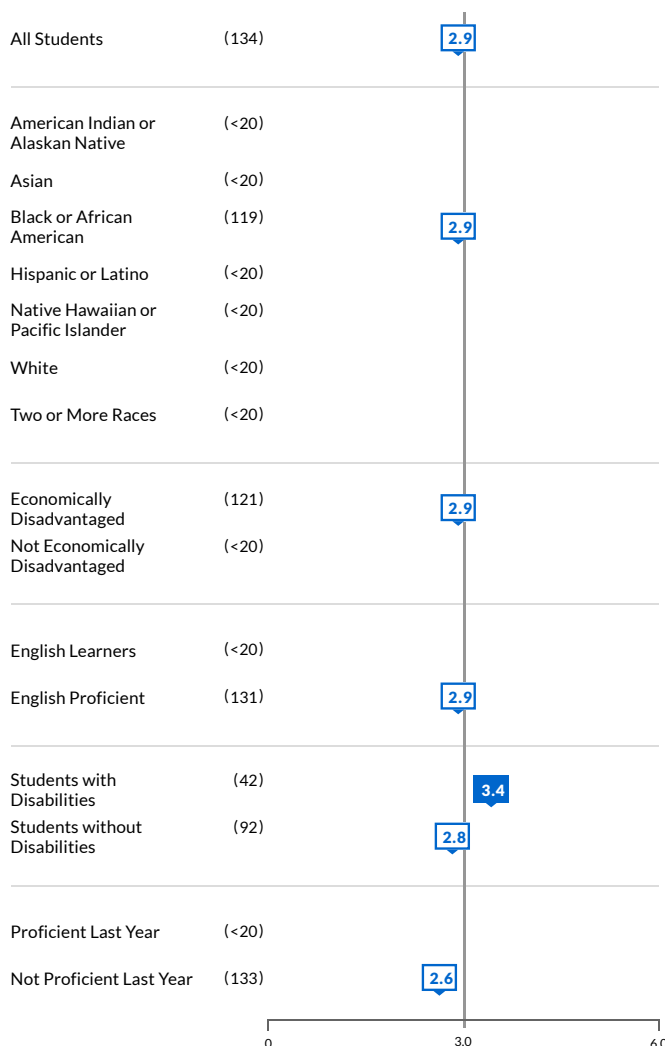 All Students (134) 2.9
American Indian or (<20)
Alaskan Native
Asian (<20)
Black or African (119) 2.9
American
Hispanic or Latino (<20)
Native Hawaiian or (<20)
Pacific Islander
White (<20)
Two or More Races (<20)
Economically (121) 2.9
Disadvantaged
Not Economically (<20)
Disadvantaged
English Learners (<20)
English Proficient (131) 2.9
Students with (42) 3.4
Disabilities
Students without (92) 2.8
Disabilities
Proficient Last Year (<20)
Not Proficient Last Year (133) 2.6
0 3.0 6.0